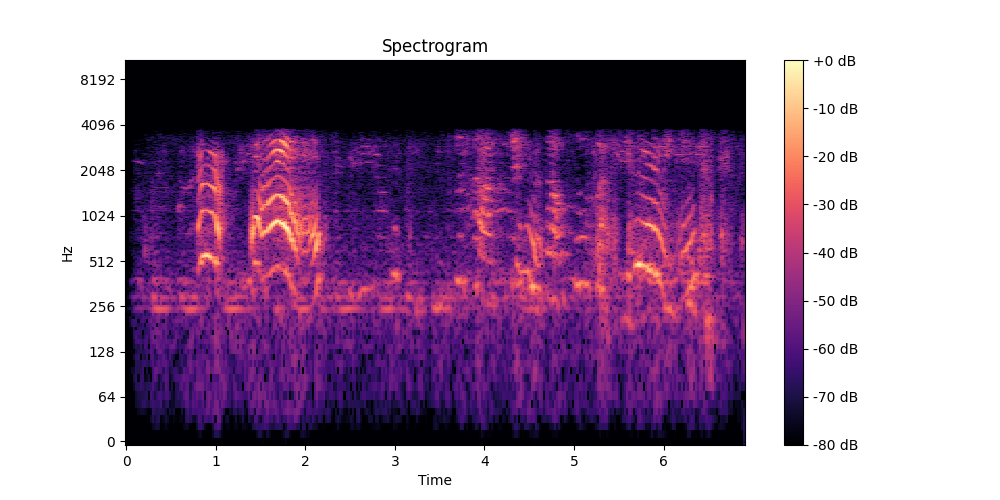 Spectrogram
8192
4096
2048
1024
512
256
128
64
0
Hz
0 1 2 3 4 5 6
Time
+0 dB
-10 dB
-20 dB
-30 dB
-40 dB
-50 dB
-60 dB
-70 dB
-80 dB